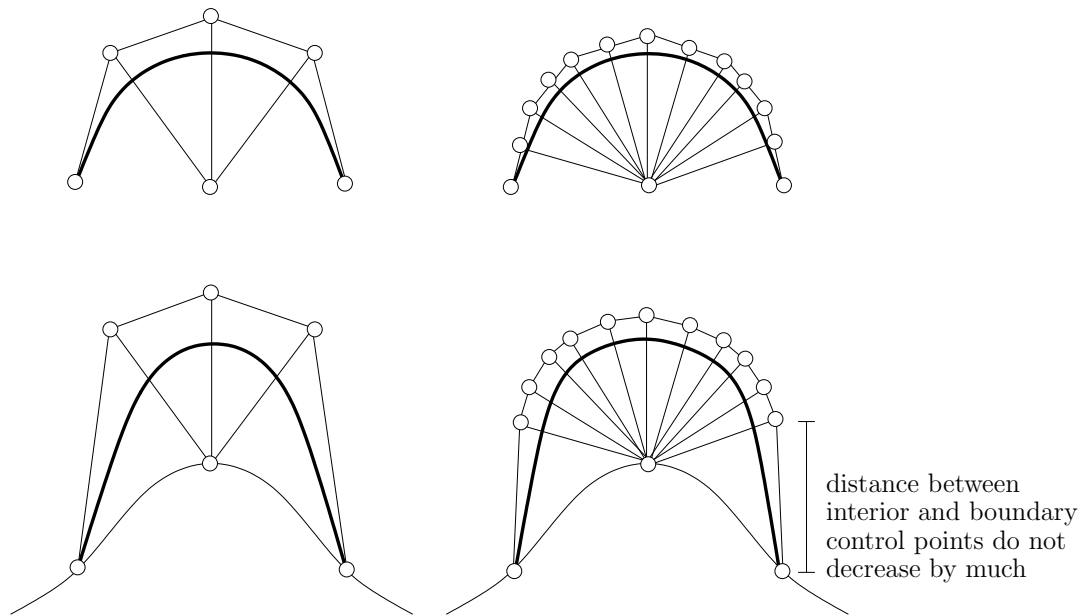 distance between
interior and boundary
control points do not
decrease by much